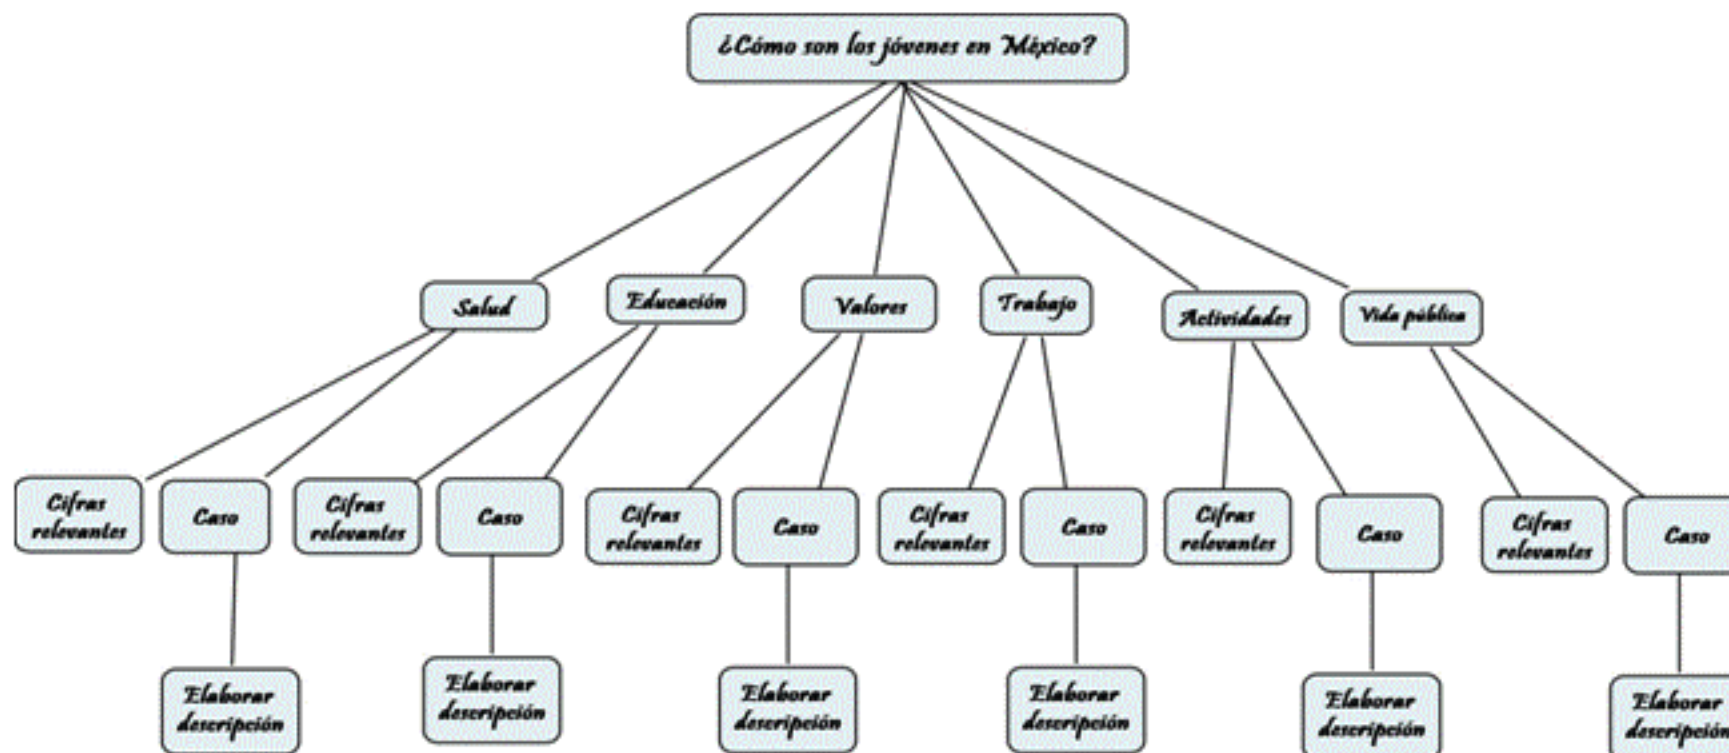 ¿Cómo son los jóvenes en México?
Salud
Educación
Valores
Trabajo
Actividades
Vida pública
Cifras
relevantes
Caso
Cifras
relevantes
Caso
Cifras
relevantes
Caso
Cifras
relevantes
Caso
Cifras
relevantes
Caso
Cifras
relevantes
Caso
Elaborar
descripción
Elaborar
descripción
Elaborar
descripción
Elaborar
descripción
Elaborar
descripción
Elaborar
descripción